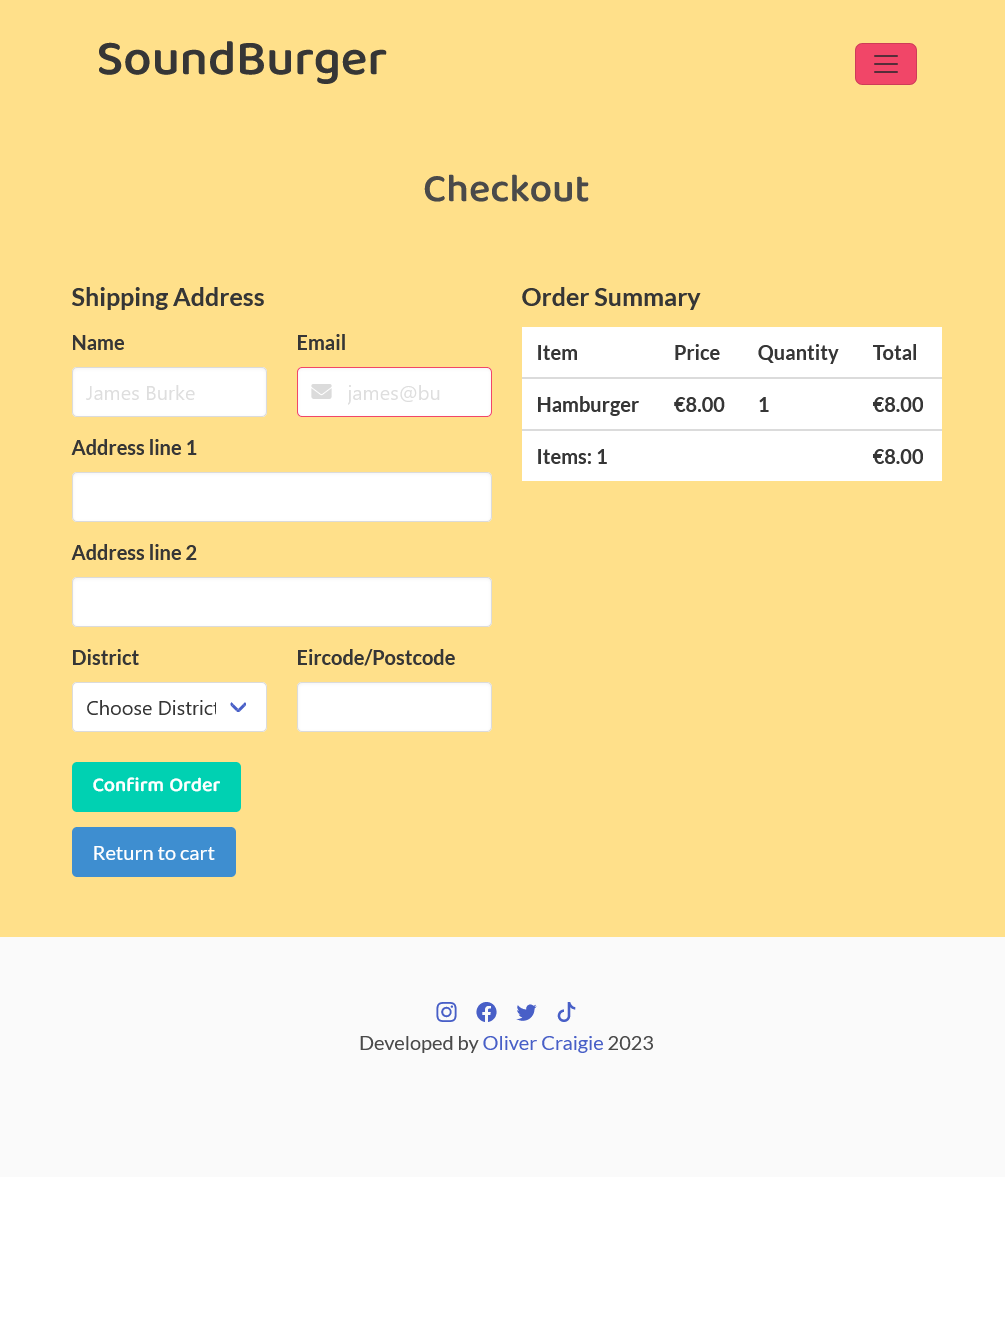 SoundBurger
Checkout
Shipping Address
Name Email
James Burke james@bu
Address line 1
Address line 2
District Eircode/Postcode
Choose District
Confirm Order
Return to cart
Order Summary
Item Price Quantity Total
Hamburger €8.00 1 €8.00
Items: 1 €8.00
Developed by Oliver Craigie 2023